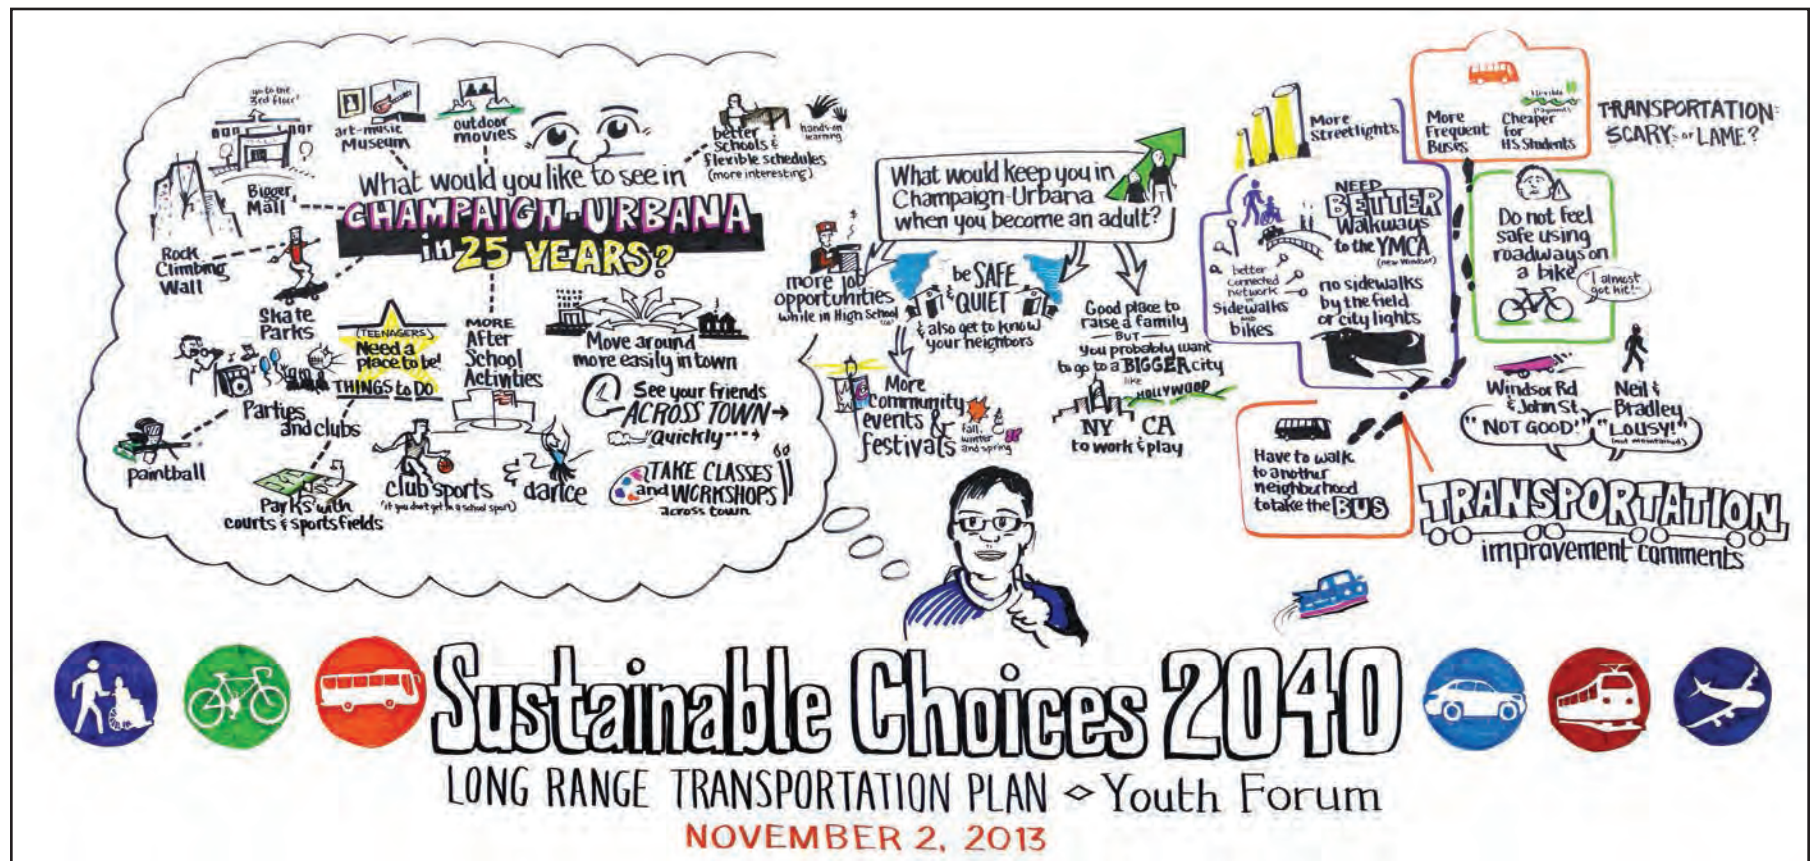 "go to the
3rd floor"
art-music
Museum
outdoor
movies
better
schools &
flexible schedules
(more interesting)
hands-on
learning
Bigger
Mall
What would you like to see in
CHAMPAIGN-URBANA
in 25 YEARS?
Rock
Climbing
Wall
Skate
Parks
(TEENAGERS)
Need a
place to be!
THINGS to DO
MORE
After
School
Activities
Move around
more easily in town
See your friends
ACROSS TOWN
"Quickly"
Parties
and clubs
paintball
Parks with
courts & sports fields
club sports
(if you don't get in a school sport)
& dance
TAKE CLASSES
and WORKSHOPS
across town
What would keep you in
Champaign-Urbana
when you become an adult?
more job
opportunities
while in High School
be SAFE
& QUIET
& also get to know
your neighbors
More
community
events &
festivals
fall,
winter
and spring
Good place to
raise a family
BUT
you probably want
to go to a BIGGER city
like
HOLLYWOOD
NY CA
to work & play
More
streetlights
NEED
BETTER
Walkways
to the YMCA
(new Windsor)
better
connected
network
Sidewalks
AND
bikes
no sidewalks
by the field
or city lights
More
Frequent
Buses
flexible
payment
Cheaper
for
HS Students
TRANSPORTATION:
SCARY or LAME?
Do not feel
safe using
roadways on
a bike
"I almost
got hit!"
Windsor Rd
& John St.
"NOT GOOD!"
Neil &
Bradley
"LOUSY!"
(not maintained)
Have to walk
to another
neighborhood
to take the BUS
TRANSPORTATION
improvement comments
Sustainable Choices 2040
LONG RANGE TRANSPORTATION PLAN ◇ Youth Forum
NOVEMBER 2, 2013